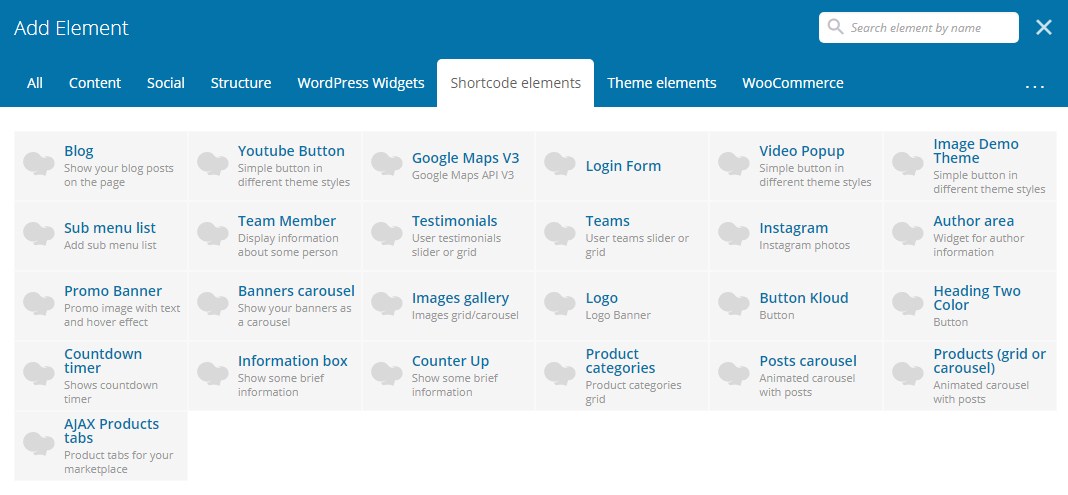 Add Element
Search element by name
All
Content
Social
Structure
WordPress Widgets
Shortcode elements
Theme elements
WooCommerce
...
Blog
Show your blog posts
on the page
Youtube Button
Simple button in
different theme styles
Google Maps V3
Google Maps API V3
Login Form
Video Popup
Simple button in
different theme styles
Image Demo
Theme
Simple button in
different theme styles
Sub menu list
Add sub menu list
Team Member
Display information
about some person
Testimonials
User testimonials
slider or grid
Teams
User teams slider or
grid
Instagram
Instagram photos
Author area
Widget for author
information
Promo Banner
Promo image with text
and hover effect
Banners carousel
Show your banners as
a carousel
Images gallery
Images grid/carousel
Logo
Logo Banner
Button Kloud
Button
Heading Two
Color
Button
Countdown
timer
Shows countdown
timer
Information box
Show some brief
information
Counter Up
Show some brief
information
Product
categories
Product categories
grid
Posts carousel
Animated carousel
with posts
Products (grid or
carousel)
Animated carousel
with posts
AJAX Products
tabs
Product tabs for your
marketplace